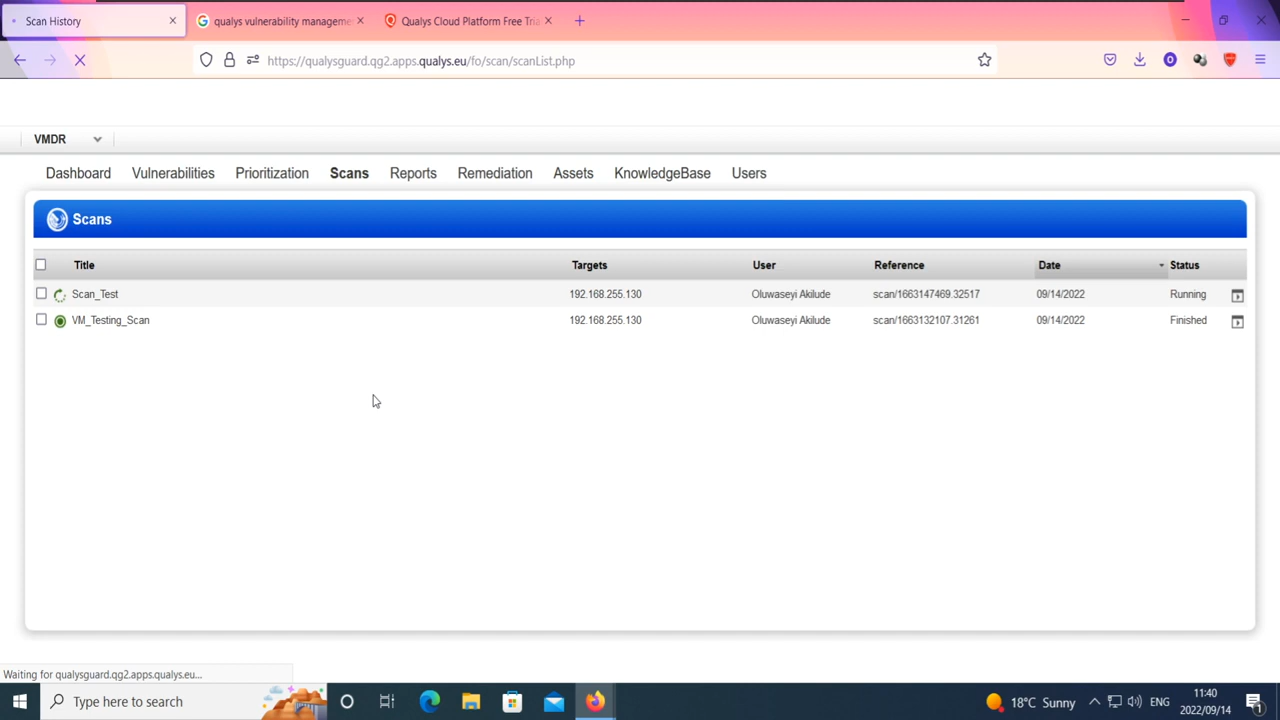 Scan History
qualys vulnerability manageme
Qualys Cloud Platform Free Tria
https://qualysguard.qg2.apps.qualys.eu/fo/scan/scanList.php
VMDR
Dashboard Vulnerabilities Prioritization Scans Reports Remediation Assets KnowledgeBase Users
Scans
Title Targets User Reference Date Status
Scan_Test 192.168.255.130 Oluwaseyi Akilude scan/1663147469.32517 09/14/2022 Running
VM_Testing_Scan 192.168.255.130 Oluwaseyi Akilude scan/1663132107.31261 09/14/2022 Finished
Waiting for qualysguard.qg2.apps.qualys.eu...
Type here to search
18°C Sunny
ENG
11:40
2022/09/14
1